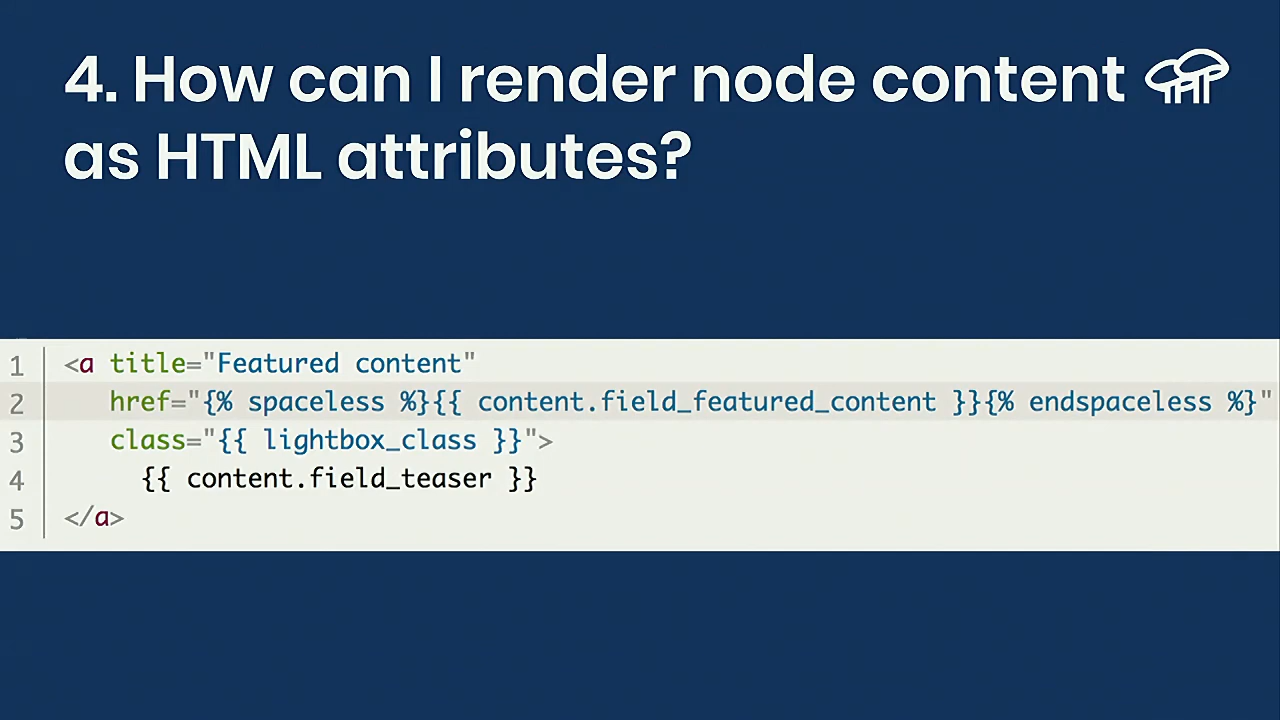 4. How can I render node content
as HTML attributes?
1 <a title="Featured content"
2 href="{% spaceless %}{{ content.field_featured_content }}{% endspaceless %}"
3 class="{{ lightbox_class }}">
4 {{ content.field_teaser }}
5 </a>